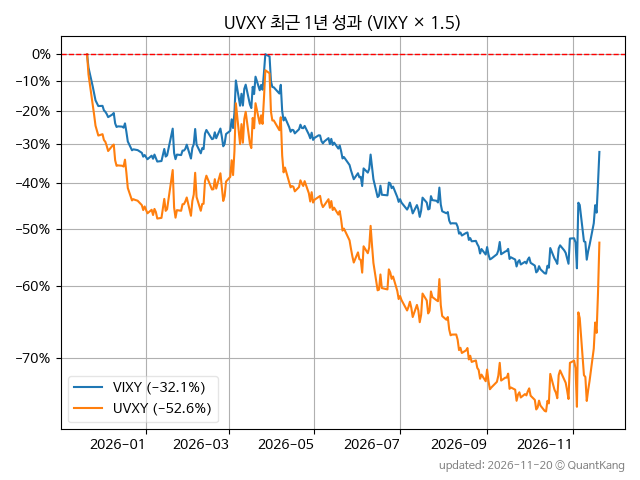 UVXY 최근 1년 성과 (VIXY × 1.5)
0%
−10%
−20%
−30%
−40%
−50%
−60%
−70%
VIXY (−32.1%)
UVXY (−52.6%)
2026-01 2026-03 2026-05 2026-07 2026-09 2026-11
updated: 2026-11-20 © QuantKang